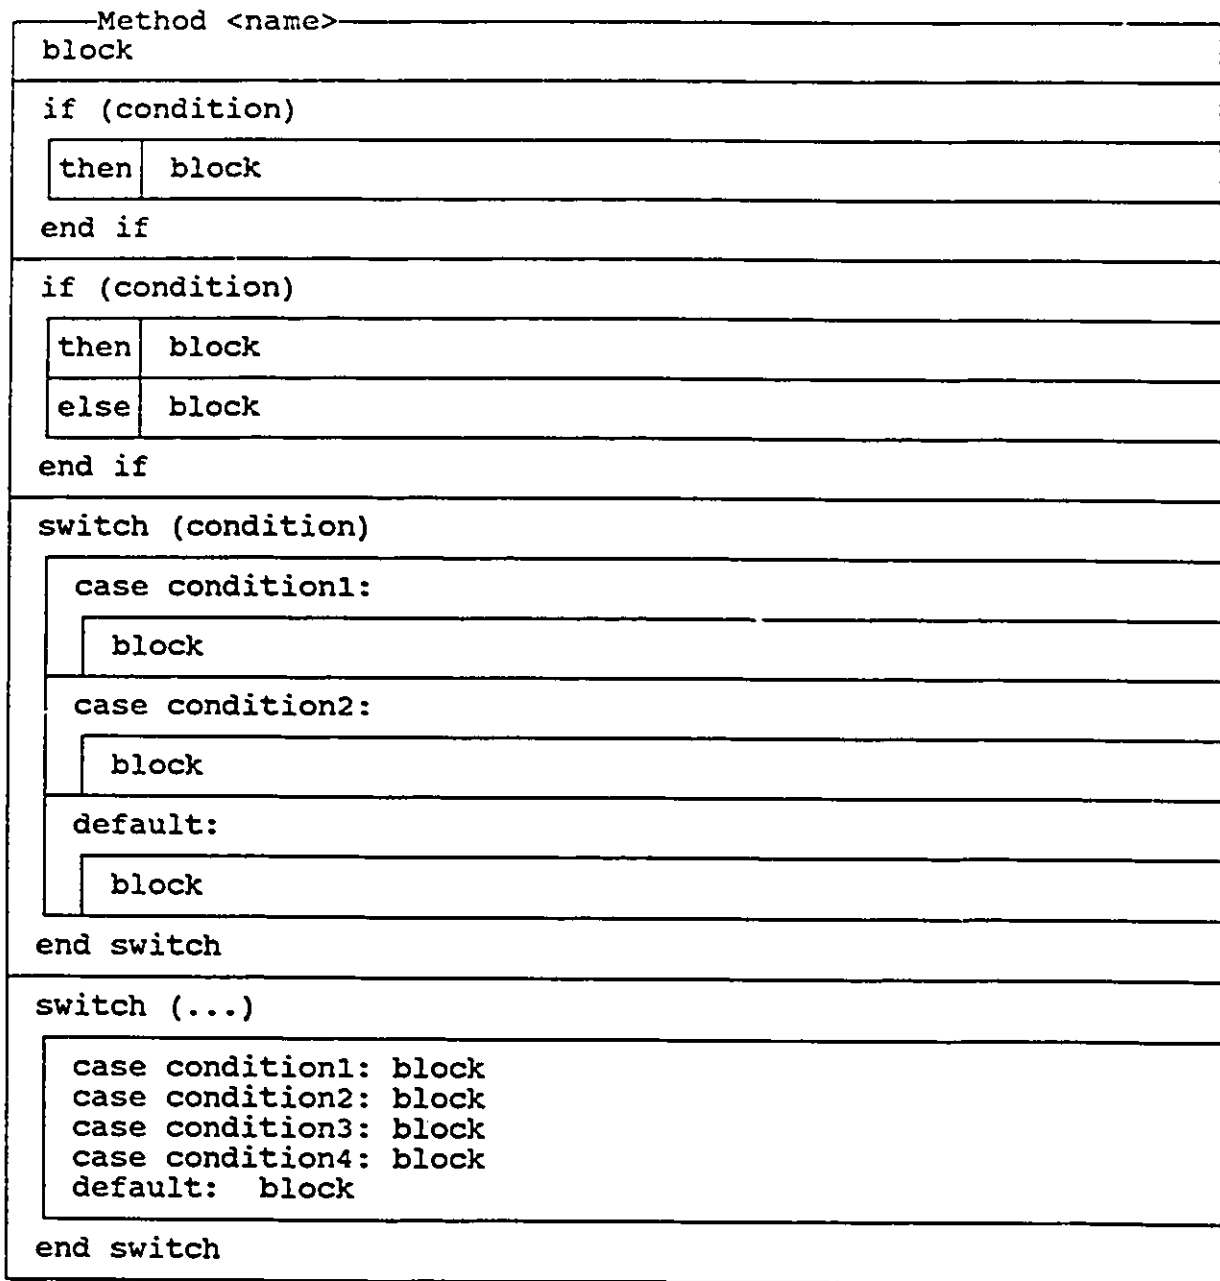 Method <name>
block
if (condition)
then block
end if
if (condition)
then block
else block
end if
switch (condition)
case condition1:
block
case condition2:
block
default:
block
end switch
switch (...)
case condition1: block
case condition2: block
case condition3: block
case condition4: block
default: block
end switch